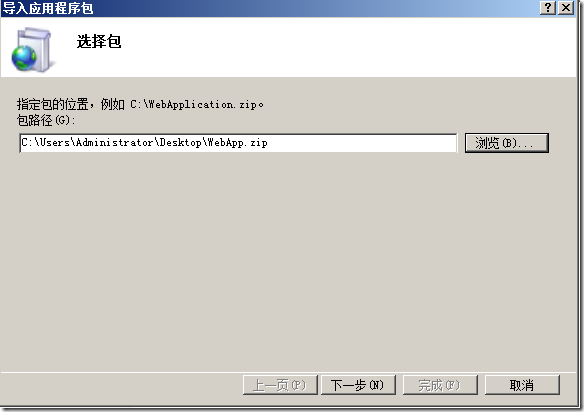 导入应用程序包
选择包
指定包的位置，例如 C:\WebApplication.zip。
包路径(G):
C:\Users\Administrator\Desktop\WebApp.zip
浏览(B)...
上一页(P)
下一步(N)
完成(F)
取消